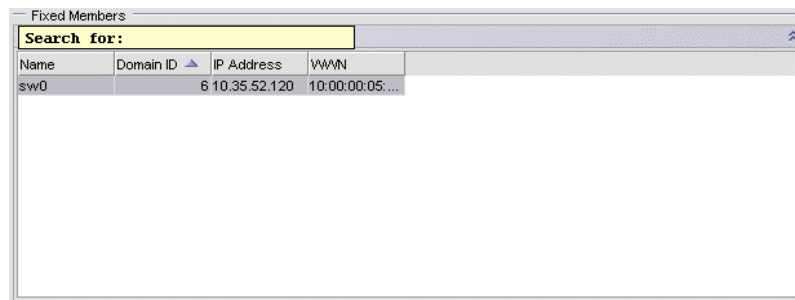 Fixed Members
Search for:
Name Domain ID IP Address WWN
sw0 6 10.35.52.120 10:00:00:05:...